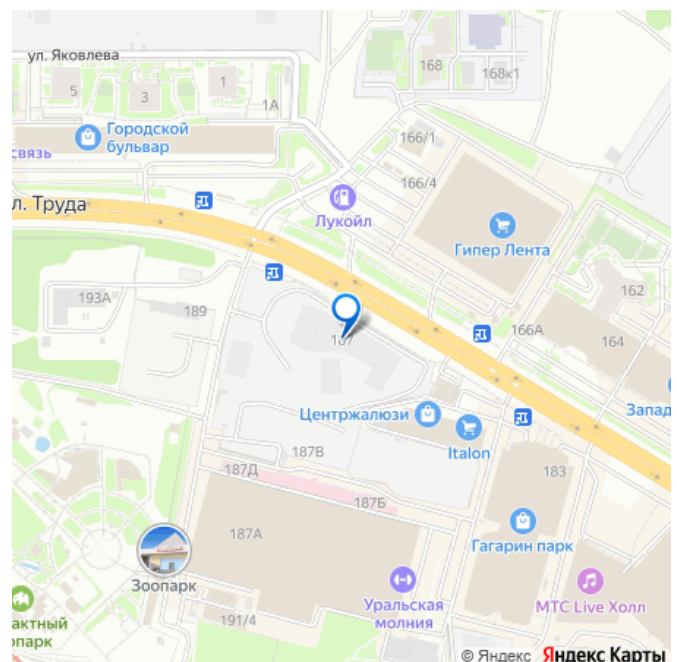 ул. Яковлева
168
168к1
5
3
1
1А
Городской
бульвар
связь
166/1
166/4
л. Труда
Лукойл
Гипер Лента
193А
189
187
162
166А
164
Центржалюзи
Запад
Italon
187В
187Д
183
187Б
187А
Гагарин парк
Зоопарк
МТС Live Холл
Уральская
молния
актный
опарк
191/4
© Яндекс Яндекс Карты